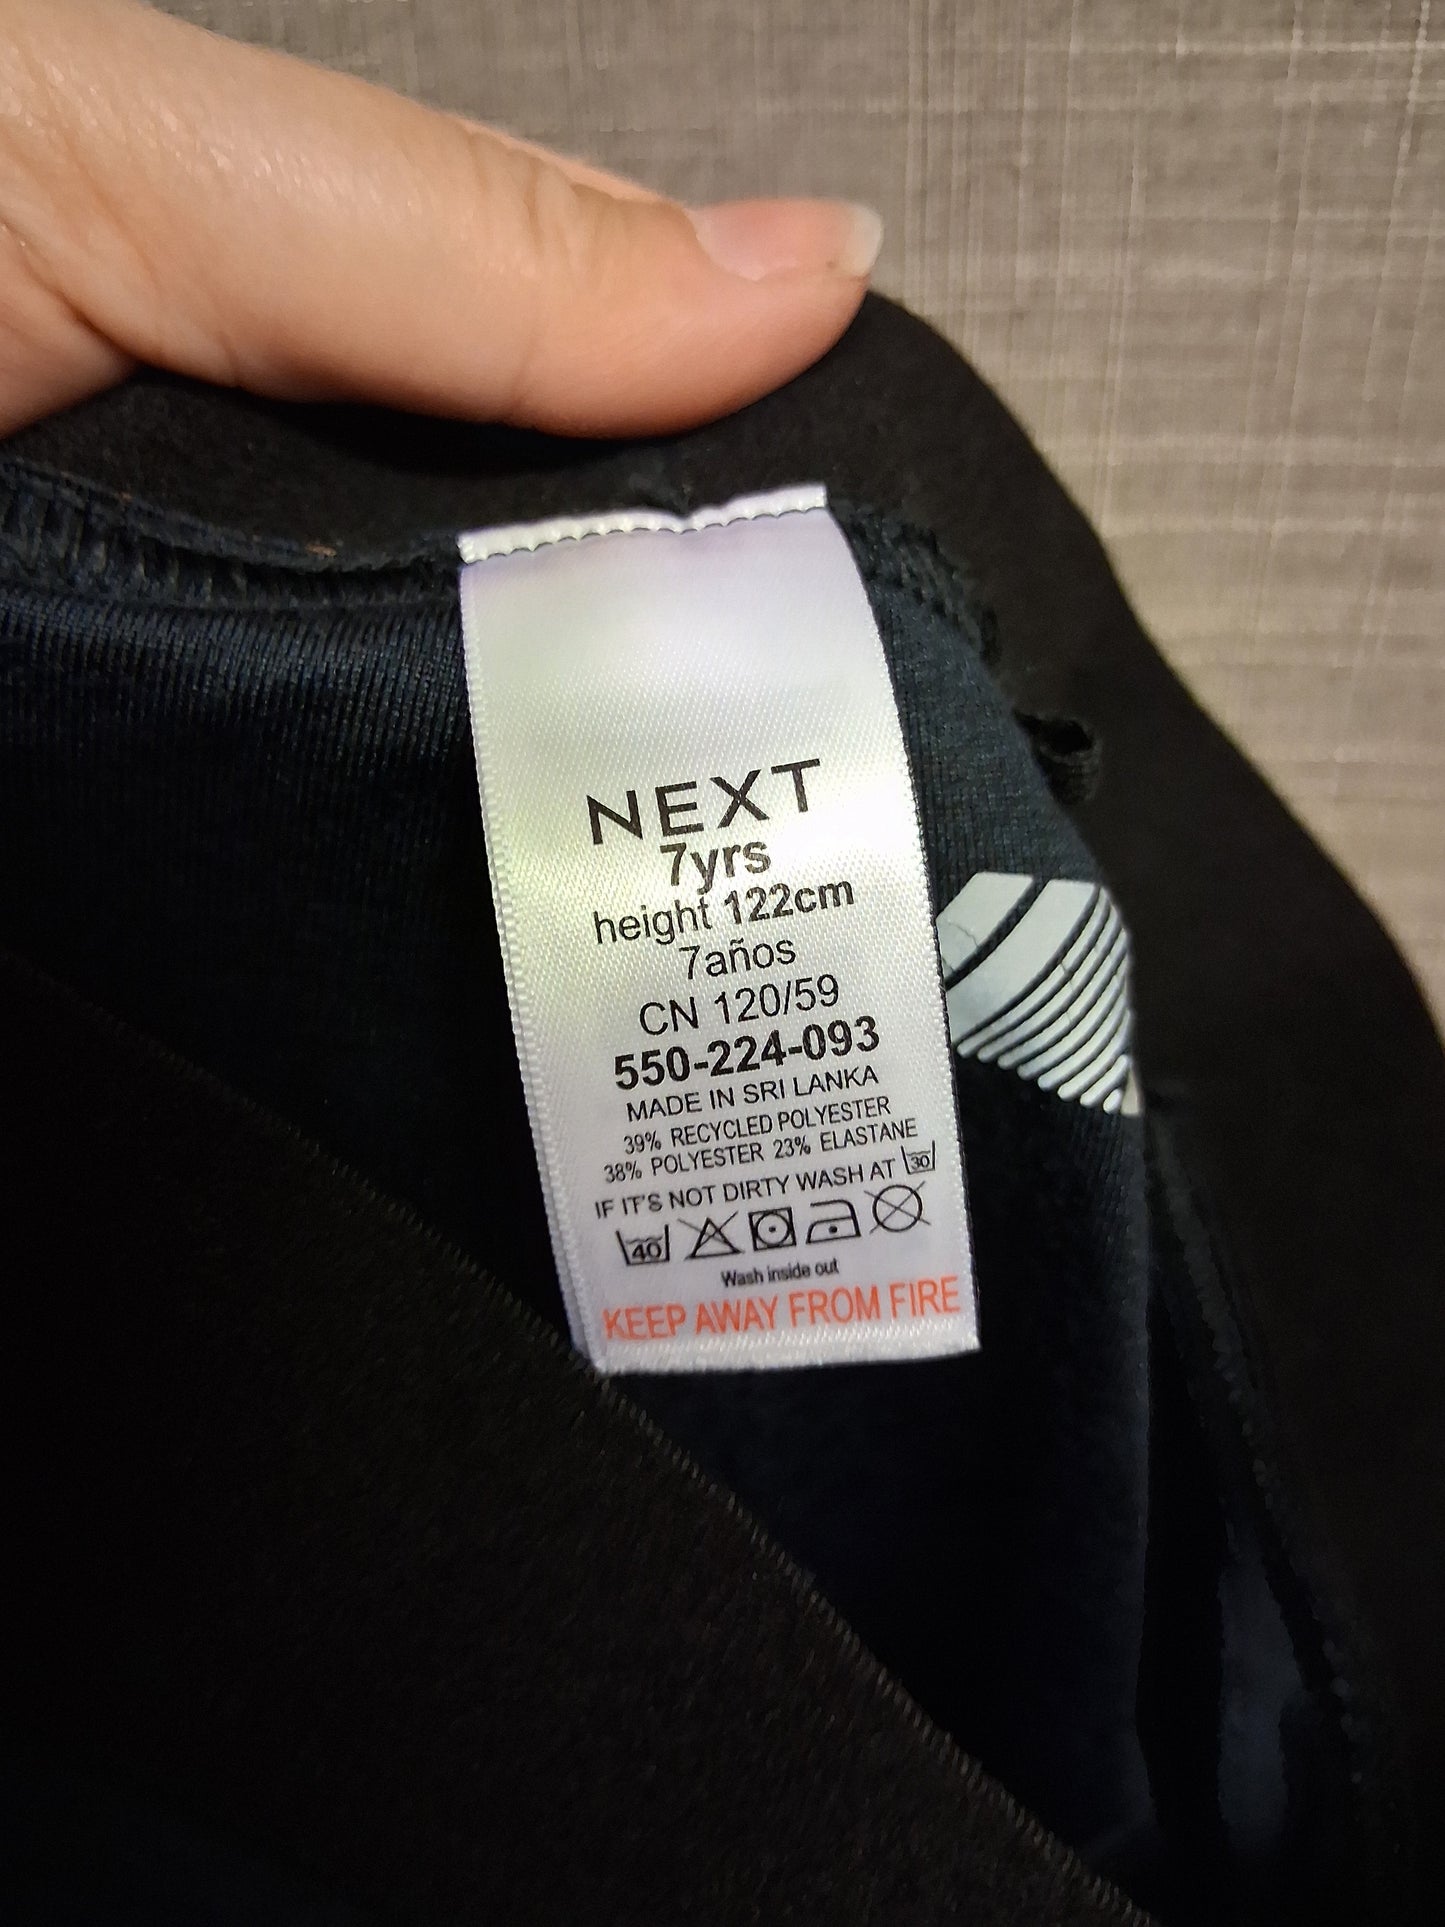 NEXT
7yrs
height 122cm
7años
CN 120/59
550-224-093
MADE IN SRI LANKA
39% RECYCLED POLYESTER
38% POLYESTER 23% ELASTANE
IF IT'S NOT DIRTY WASH AT 30
40
Wash inside out
KEEP AWAY FROM FIRE